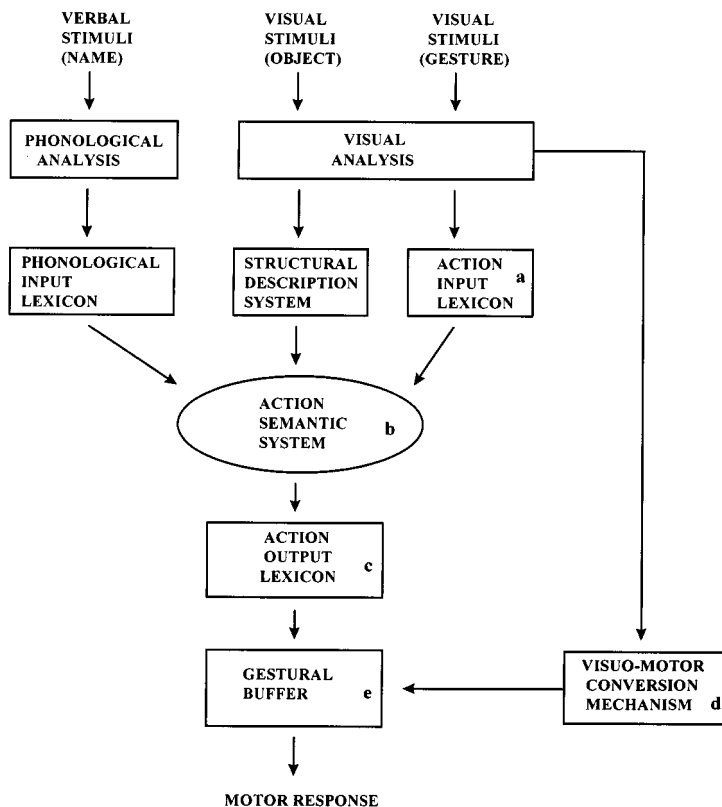 VERBAL
STIMULI
(NAME)
VISUAL
STIMULI
(OBJECT)
VISUAL
STIMULI
(GESTURE)
PHONOLOGICAL
ANALYSIS
VISUAL
ANALYSIS
PHONOLOGICAL
INPUT
LEXICON
STRUCTURAL
DESCRIPTION
SYSTEM
ACTION
INPUT a
LEXICON
ACTION
SEMANTIC b
SYSTEM
ACTION
OUTPUT
LEXICON c
GESTURAL
BUFFER e
VISUO-MOTOR
CONVERSION
MECHANISM d
MOTOR RESPONSE